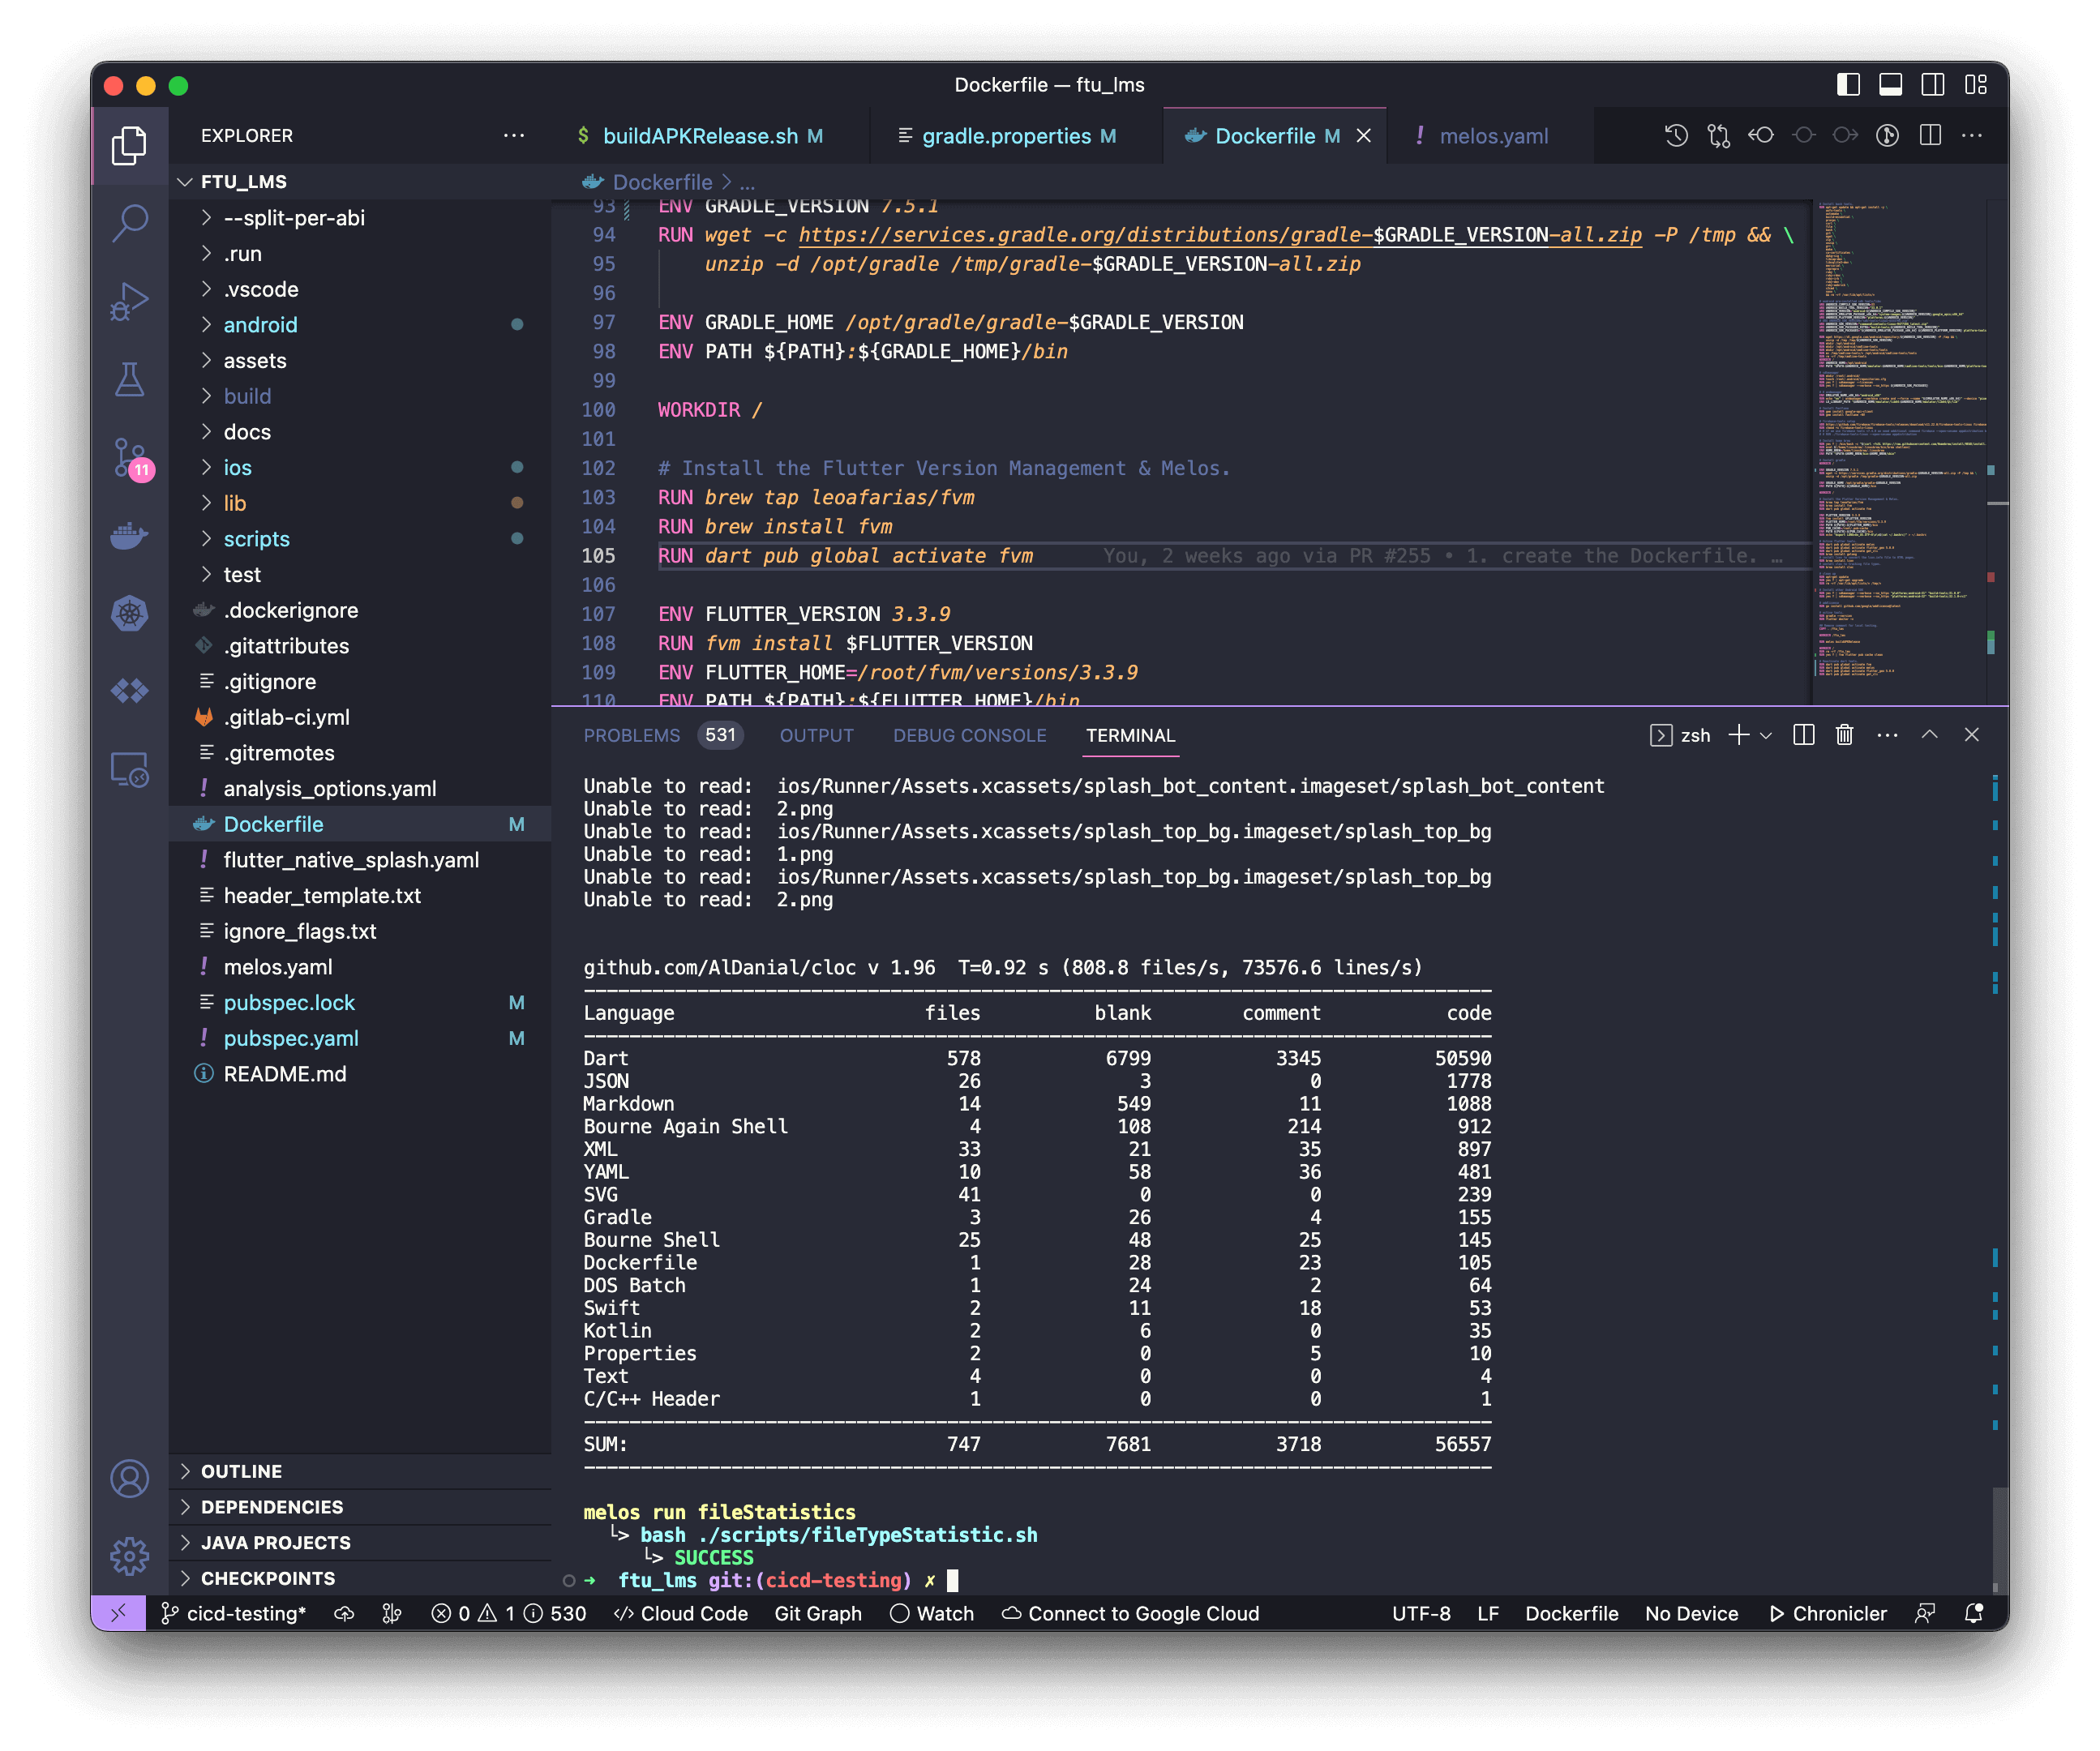 Dockerfile — ftu_lms
EXPLORER
buildAPKRelease.sh M
gradle.properties M
Dockerfile M
melos.yaml
FTU_LMS
--split-per-abi
.run
.vscode
android
assets
build
docs
ios
lib
scripts
test
.dockerignore
.gitattributes
.gitignore
.gitlab-ci.yml
.gitremotes
analysis_options.yaml
Dockerfile M
flutter_native_splash.yaml
header_template.txt
ignore_flags.txt
melos.yaml
pubspec.lock M
pubspec.yaml M
README.md
OUTLINE
DEPENDENCIES
JAVA PROJECTS
CHECKPOINTS
11
Dockerfile > ...
93 ENV GRADLE_VERSION 7.5.1
94 RUN wget -c https://services.gradle.org/distributions/gradle-$GRADLE_VERSION-all.zip -P /tmp && \
95 unzip -d /opt/gradle /tmp/gradle-$GRADLE_VERSION-all.zip
96
97 ENV GRADLE_HOME /opt/gradle/gradle-$GRADLE_VERSION
98 ENV PATH ${PATH}:${GRADLE_HOME}/bin
99
100 WORKDIR /
101
102 # Install the Flutter Version Management & Melos.
103 RUN brew tap leoafarias/fvm
104 RUN brew install fvm
105 RUN dart pub global activate fvm You, 2 weeks ago via PR #255 • 1. create the Dockerfile. …
106
107 ENV FLUTTER_VERSION 3.3.9
108 RUN fvm install $FLUTTER_VERSION
109 ENV FLUTTER_HOME=/root/fvm/versions/3.3.9
110 ENV PATH ${PATH}:${FLUTTER_HOME}/bin
PROBLEMS 531 OUTPUT DEBUG CONSOLE TERMINAL
zsh
Unable to read: ios/Runner/Assets.xcassets/splash_bot_content.imageset/splash_bot_content
Unable to read: 2.png
Unable to read: ios/Runner/Assets.xcassets/splash_top_bg.imageset/splash_top_bg
Unable to read: 1.png
Unable to read: ios/Runner/Assets.xcassets/splash_top_bg.imageset/splash_top_bg
Unable to read: 2.png
github.com/AlDanial/cloc v 1.96 T=0.92 s (808.8 files/s, 73576.6 lines/s)
Language files blank comment code
Dart 578 6799 3345 50590
JSON 26 3 0 1778
Markdown 14 549 11 1088
Bourne Again Shell 4 108 214 912
XML 33 21 35 897
YAML 10 58 36 481
SVG 41 0 0 239
Gradle 3 26 4 155
Bourne Shell 25 48 25 145
Dockerfile 1 28 23 105
DOS Batch 1 24 2 64
Swift 2 11 18 53
Kotlin 2 6 0 35
Properties 2 0 5 10
Text 4 0 0 4
C/C++ Header 1 0 0 1
SUM: 747 7681 3718 56557
melos run fileStatistics
└> bash ./scripts/fileTypeStatistic.sh
└> SUCCESS
➜ ftu_lms git:(cicd-testing) ✗
cicd-testing* 0 1 530 Cloud Code Git Graph Watch Connect to Google Cloud UTF-8 LF Dockerfile No Device Chronicler